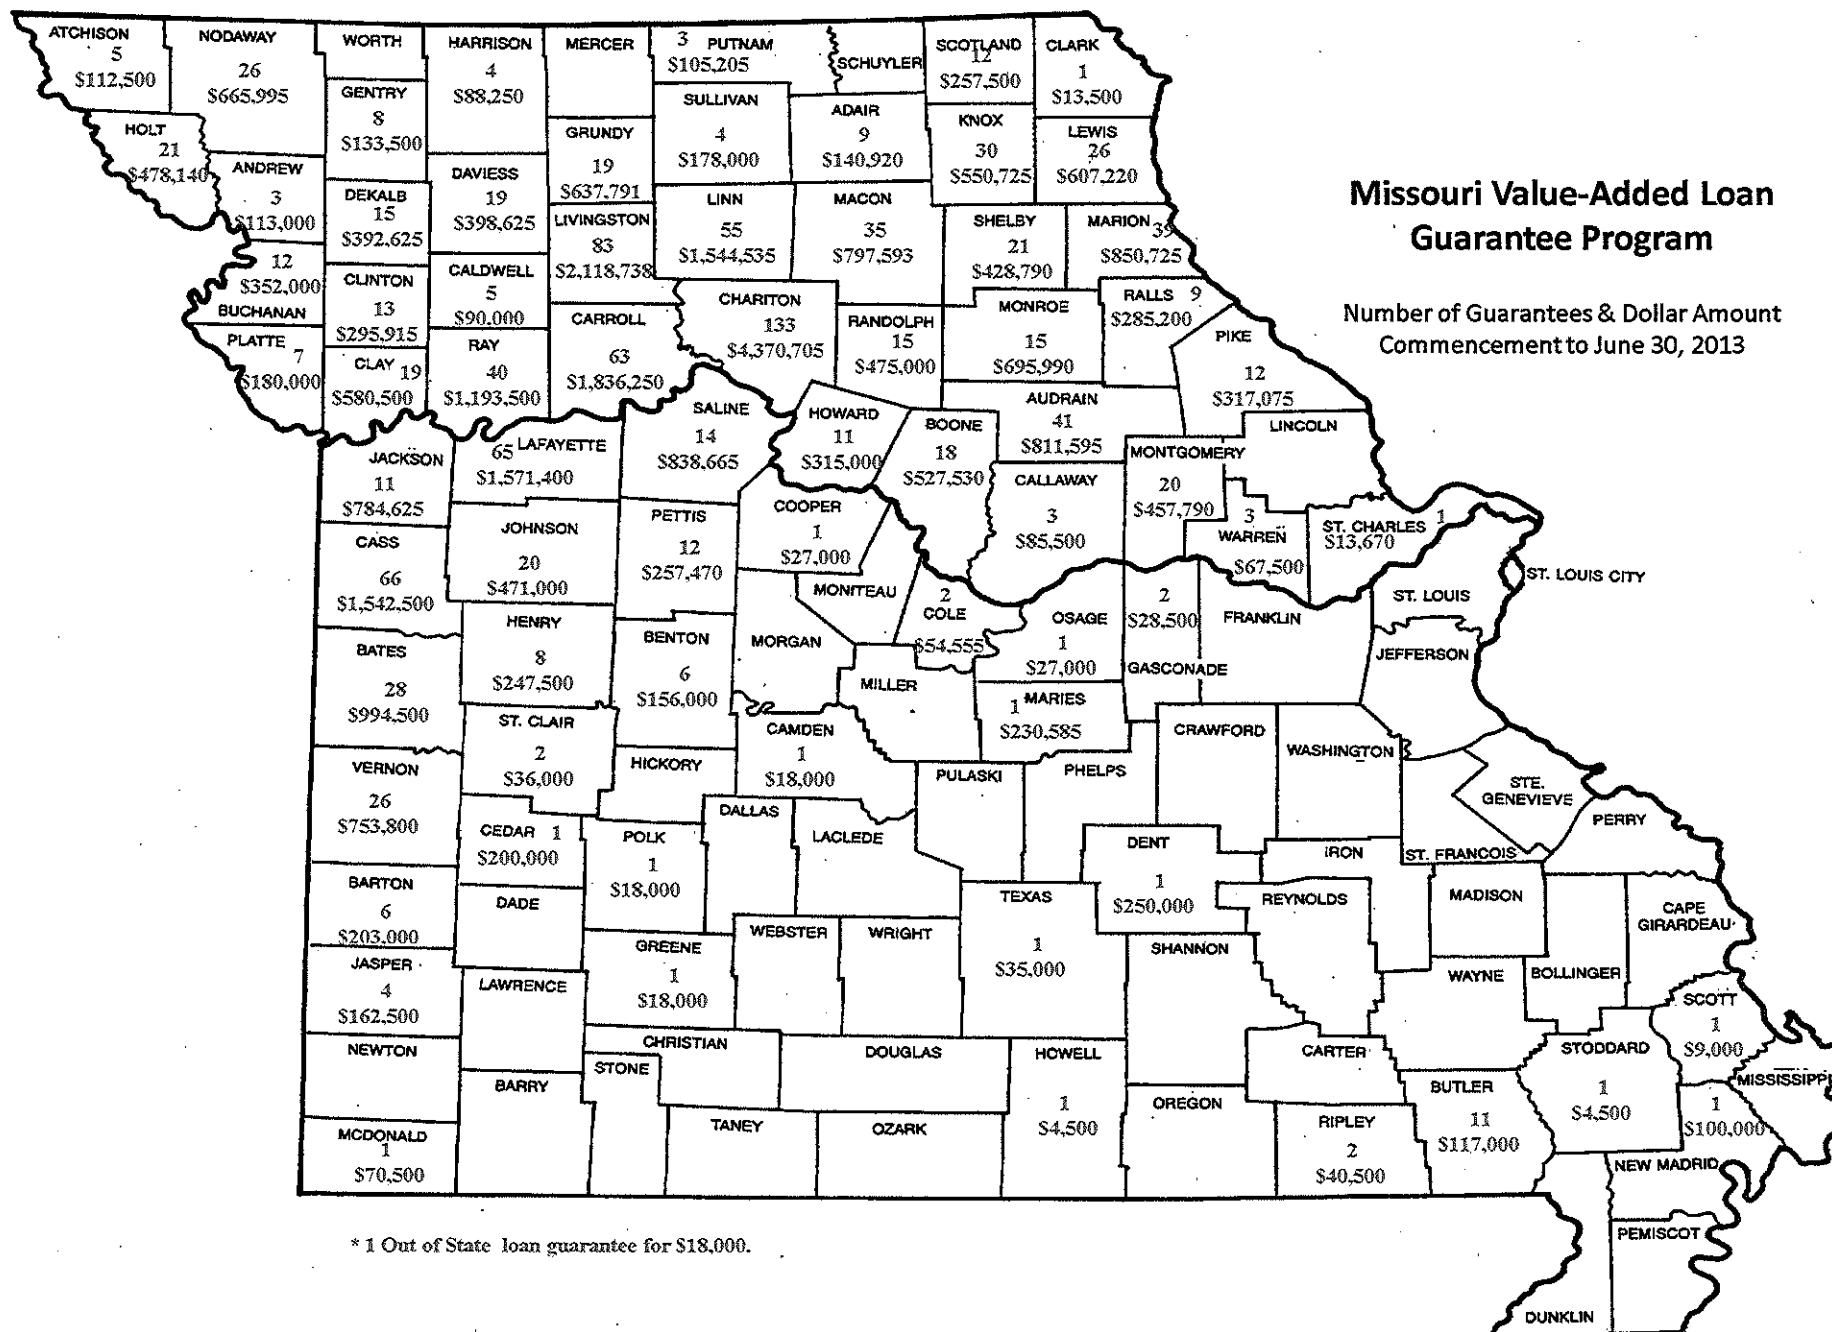 Missouri Value-Added Loan
Guarantee Program
Number of Guarantees & Dollar Amount
Commencement to June 30, 2013
ATCHISON
5
$112,500
NODAWAY
26
$665,995
WORTH
HARRISON
4
$88,250
MERCER
3 PUTNAM
$105,205
SCHUYLER
SCOTLAND
12
$257,500
CLARK
1
$13,500
GENTRY
8
$133,500
SULLIVAN
4
$178,000
ADAIR
9
$140,920
KNOX
30
$550,725
LEWIS
26
$607,220
HOLT
21
$478,140
ANDREW
3
$113,000
DEKALB
15
$392,625
DAVIESS
19
$398,625
GRUNDY
19
$637,791
LIVINGSTON
83
$2,118,738
LINN
55
$1,544,535
MACON
35
$797,593
SHELBY
21
$428,790
MARION 39
$850,725
12
$352,000
BUCHANAN
CLINTON
13
$295,915
CALDWELL
5
$90,000
CARROLL
63
$1,836,250
CHARITON
133
$4,370,705
RANDOLPH
15
$475,000
MONROE
15
$695,990
RALLS 9
$285,200
PIKE
12
$317,075
PLATTE 7
$180,000
CLAY 19
$580,500
RAY
40
$1,193,500
SALINE
14
$838,665
HOWARD
11
$315,000
BOONE
18
$527,530
AUDRAIN
41
$811,595
LINCOLN
JACKSON
11
$784,625
65 LAFAYETTE
$1,571,400
MONTGOMERY
20
$457,790
CALLAWAY
3
$85,500
3
WARREN
$67,500
ST. CHARLES 1
$13,670
CASS
66
$1,542,500
JOHNSON
20
$471,000
PETTIS
12
$257,470
COOPER
1
$27,000
MONITEAU
2
COLE
$54,555
OSAGE
1
$27,000
2
$28,500
GASCONADE
FRANKLIN
ST. LOUIS
ST. LOUIS CITY
JEFFERSON
BATES
28
$994,500
HENRY
8
$247,500
BENTON
6
$156,000
MORGAN
MILLER
1 MARIES
$230,585
CAMDEN
1
$18,000
ST. CLAIR
2
$36,000
HICKORY
VERNON
26
$753,800
PULASKI
PHELPS
CRAWFORD
WASHINGTON
STE.
GENEVIEVE
PERRY
ST. FRANCOIS
CEDAR 1
$200,000
POLK
1
$18,000
DALLAS
LACLEDE
DENT
1
$250,000
IRON
REYNOLDS
MADISON
CAPE
GIRARDEAU
BARTON
6
$203,000
DADE
TEXAS
1
$35,000
SHANNON
WAYNE
BOLLINGER
GREENE
1
$18,000
WEBSTER
WRIGHT
JASPER
4
$162,500
LAWRENCE
SCOTT
1
$9,000
NEWTON
CHRISTIAN
STONE
BARRY
DOUGLAS
HOWELL
1
$4,500
OREGON
CARTER
BUTLER
11
$117,000
STODDARD
1
$4,500
MISSISSIPPI
1
$100,000
NEW MADRID
MCDONALD
1
$70,500
TANEY
OZARK
RIPLEY
2
$40,500
PEMISCOT
DUNKLIN
* 1 Out of State loan guarantee for $18,000.